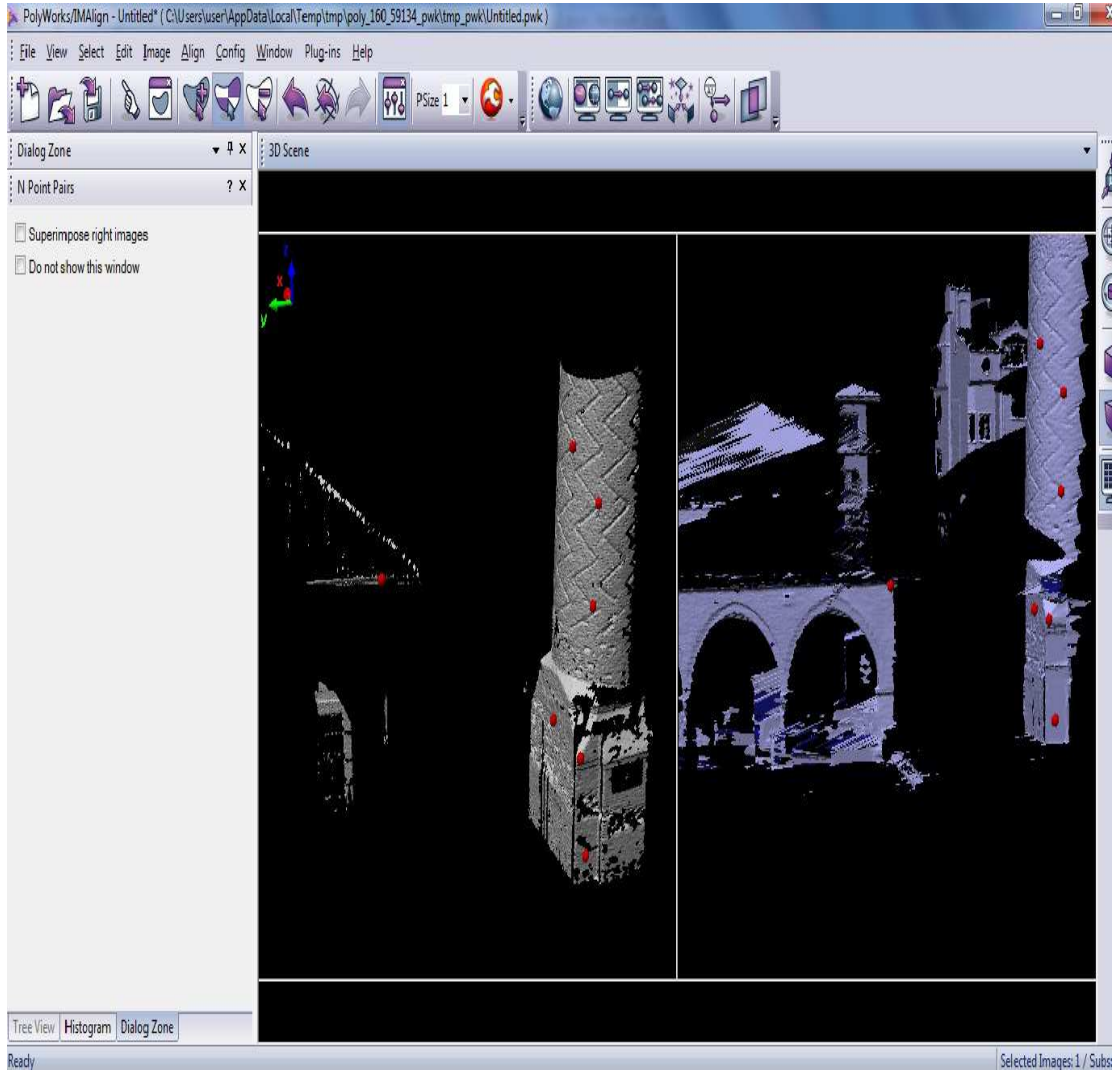 PolyWorks/IMAlign - Untitled* ( C:\Users\user\AppData\Local\Temp\tmp\poly_160_59134_pwk\tmp_pwk\Untitled.pwk )
File View Select Edit Image Align Config Window Plug-ins Help
PSize 1
Dialog Zone
3D Scene
N Point Pairs
Superimpose right images
Do not show this window
z
x
y
Tree View Histogram Dialog Zone
Ready
Selected Images: 1 / Subs